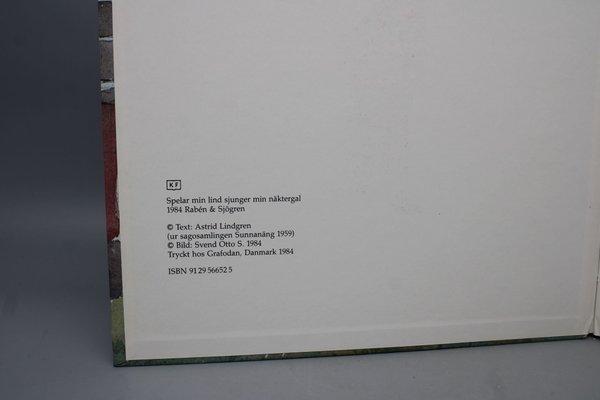 KF
Spelar min lind sjunger min näktergal
1984 Rabén & Sjögren
© Text: Astrid Lindgren
(ur sagosamlingen Sunnanäng 1959)
© Bild: Svend Otto S. 1984
Tryckt hos Grafodan, Danmark 1984
ISBN 91 29 56652 5